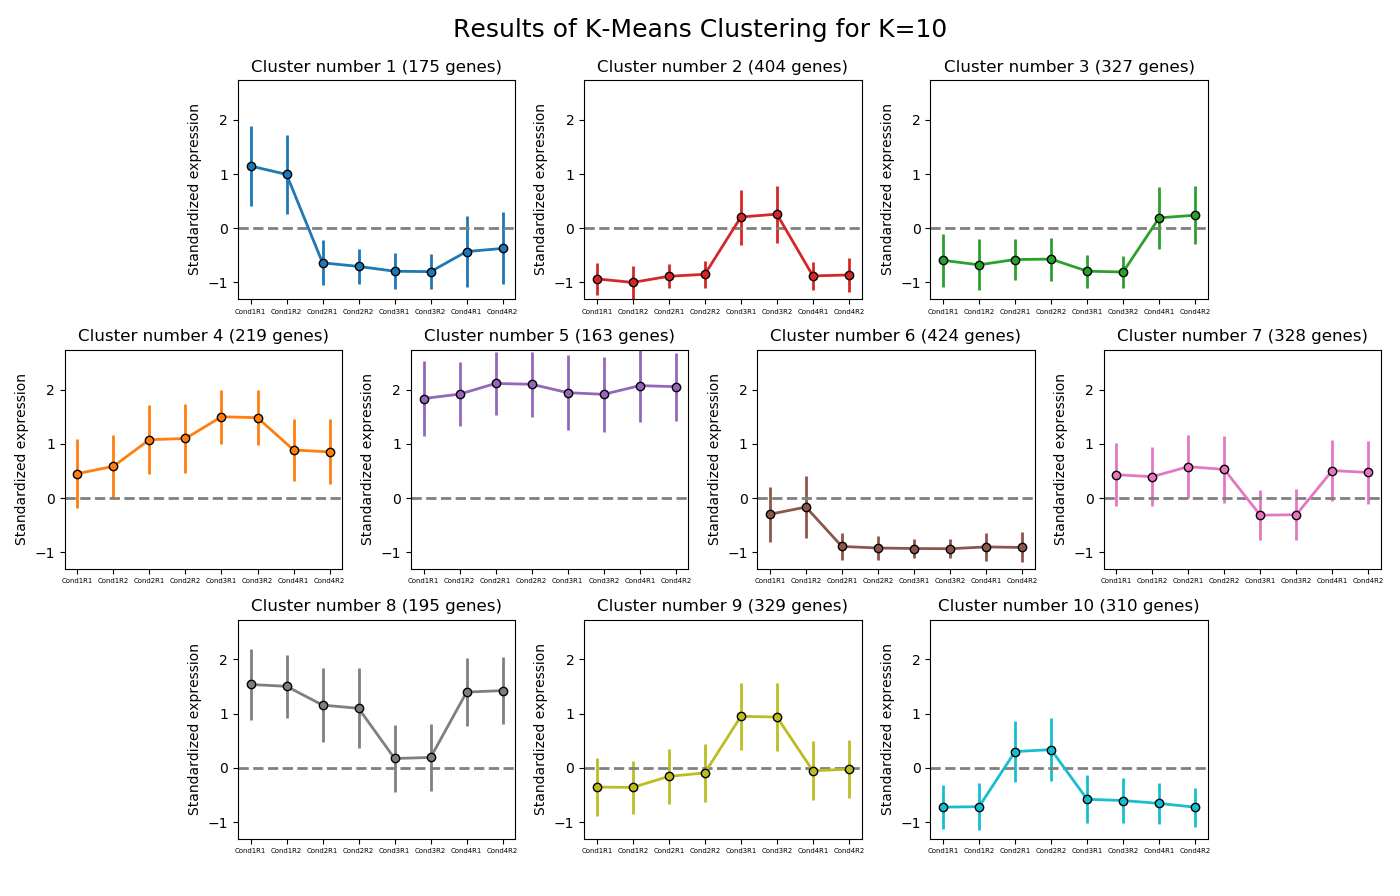 Results of K-Means Clustering for K=10
Cluster number 1 (175 genes)
Standardized expression
2
1
0
−1
Cond1R1 Cond1R2 Cond2R1 Cond2R2 Cond3R1 Cond3R2 Cond4R1 Cond4R2
Cluster number 2 (404 genes)
Standardized expression
2
1
0
−1
Cond1R1 Cond1R2 Cond2R1 Cond2R2 Cond3R1 Cond3R2 Cond4R1 Cond4R2
Cluster number 3 (327 genes)
Standardized expression
2
1
0
−1
Cond1R1 Cond1R2 Cond2R1 Cond2R2 Cond3R1 Cond3R2 Cond4R1 Cond4R2
Cluster number 4 (219 genes)
Standardized expression
2
1
0
−1
Cond1R1 Cond1R2 Cond2R1 Cond2R2 Cond3R1 Cond3R2 Cond4R1 Cond4R2
Cluster number 5 (163 genes)
Standardized expression
2
1
0
−1
Cond1R1 Cond1R2 Cond2R1 Cond2R2 Cond3R1 Cond3R2 Cond4R1 Cond4R2
Cluster number 6 (424 genes)
Standardized expression
2
1
0
−1
Cond1R1 Cond1R2 Cond2R1 Cond2R2 Cond3R1 Cond3R2 Cond4R1 Cond4R2
Cluster number 7 (328 genes)
Standardized expression
2
1
0
−1
Cond1R1 Cond1R2 Cond2R1 Cond2R2 Cond3R1 Cond3R2 Cond4R1 Cond4R2
Cluster number 8 (195 genes)
Standardized expression
2
1
0
−1
Cond1R1 Cond1R2 Cond2R1 Cond2R2 Cond3R1 Cond3R2 Cond4R1 Cond4R2
Cluster number 9 (329 genes)
Standardized expression
2
1
0
−1
Cond1R1 Cond1R2 Cond2R1 Cond2R2 Cond3R1 Cond3R2 Cond4R1 Cond4R2
Cluster number 10 (310 genes)
Standardized expression
2
1
0
−1
Cond1R1 Cond1R2 Cond2R1 Cond2R2 Cond3R1 Cond3R2 Cond4R1 Cond4R2